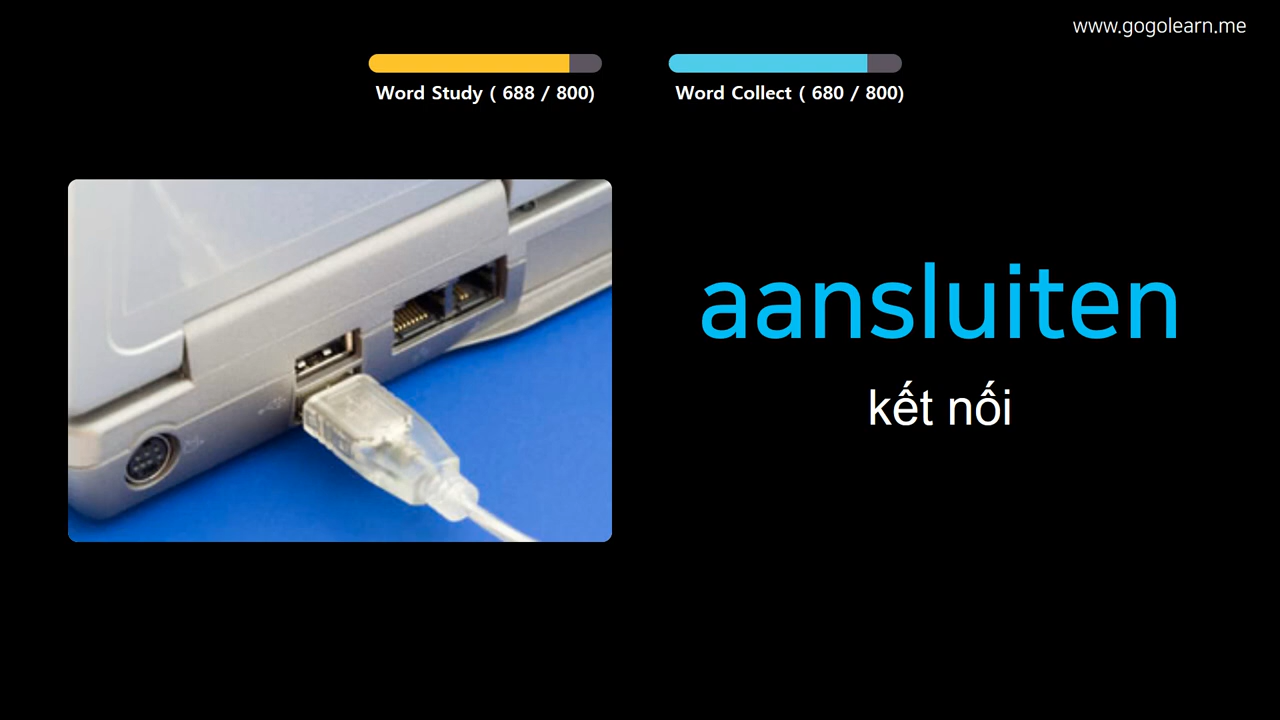 www.gogolearn.me
Word Study ( 688 / 800)
Word Collect ( 680 / 800)
aansluiten
kết nối